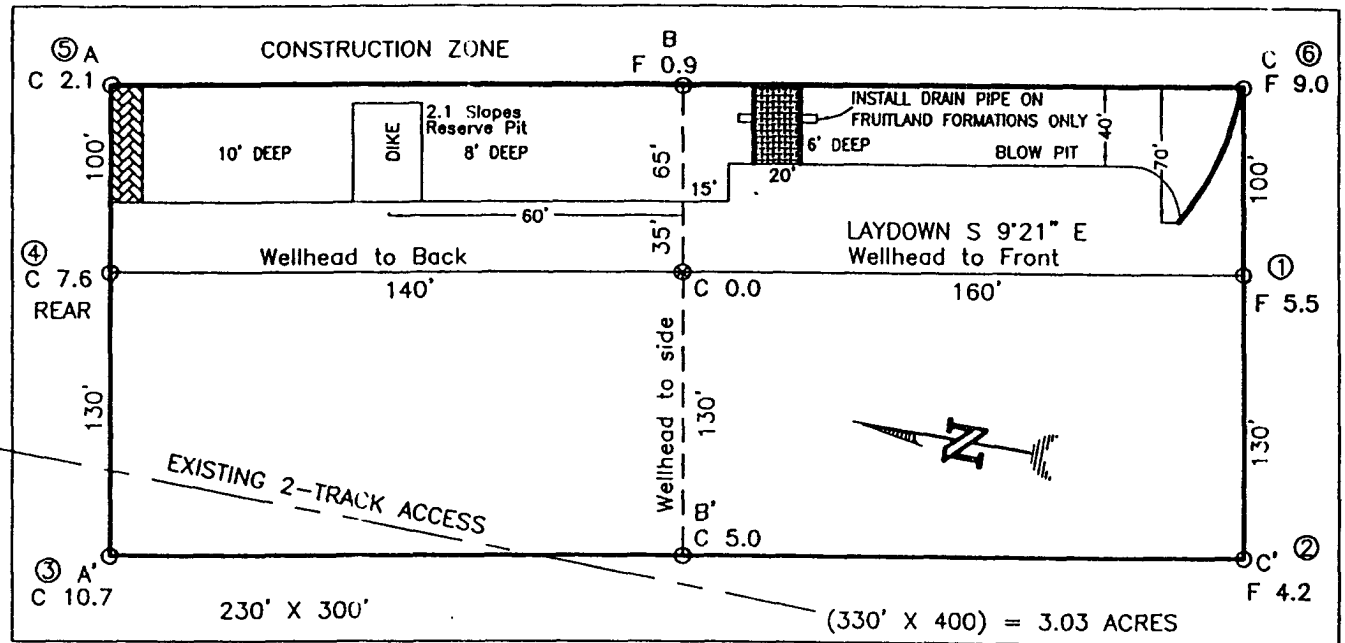 ⑤ A
CONSTRUCTION ZONE
B
C ⑥
C 2.1
F 0.9
F 9.0
100'
10' DEEP
DIKE
2.1 Slopes
Reserve Pit
8' DEEP
65'
INSTALL DRAIN PIPE ON
FRUITLAND FORMATIONS ONLY
6' DEEP
BLOW PIT
40'
70'
100'
15'
20'
60'
35'
LAYDOWN S 9°21" E
④
Wellhead to Back
Wellhead to Front
①
C 7.6
140'
C 0.0
160'
F 5.5
REAR
130'
Wellhead to side
130'
N
130'
EXISTING 2-TRACK ACCESS
B'
C 5.0
③ A'
C' ②
C 10.7
F 4.2
230' X 300'
(330' X 400) = 3.03 ACRES